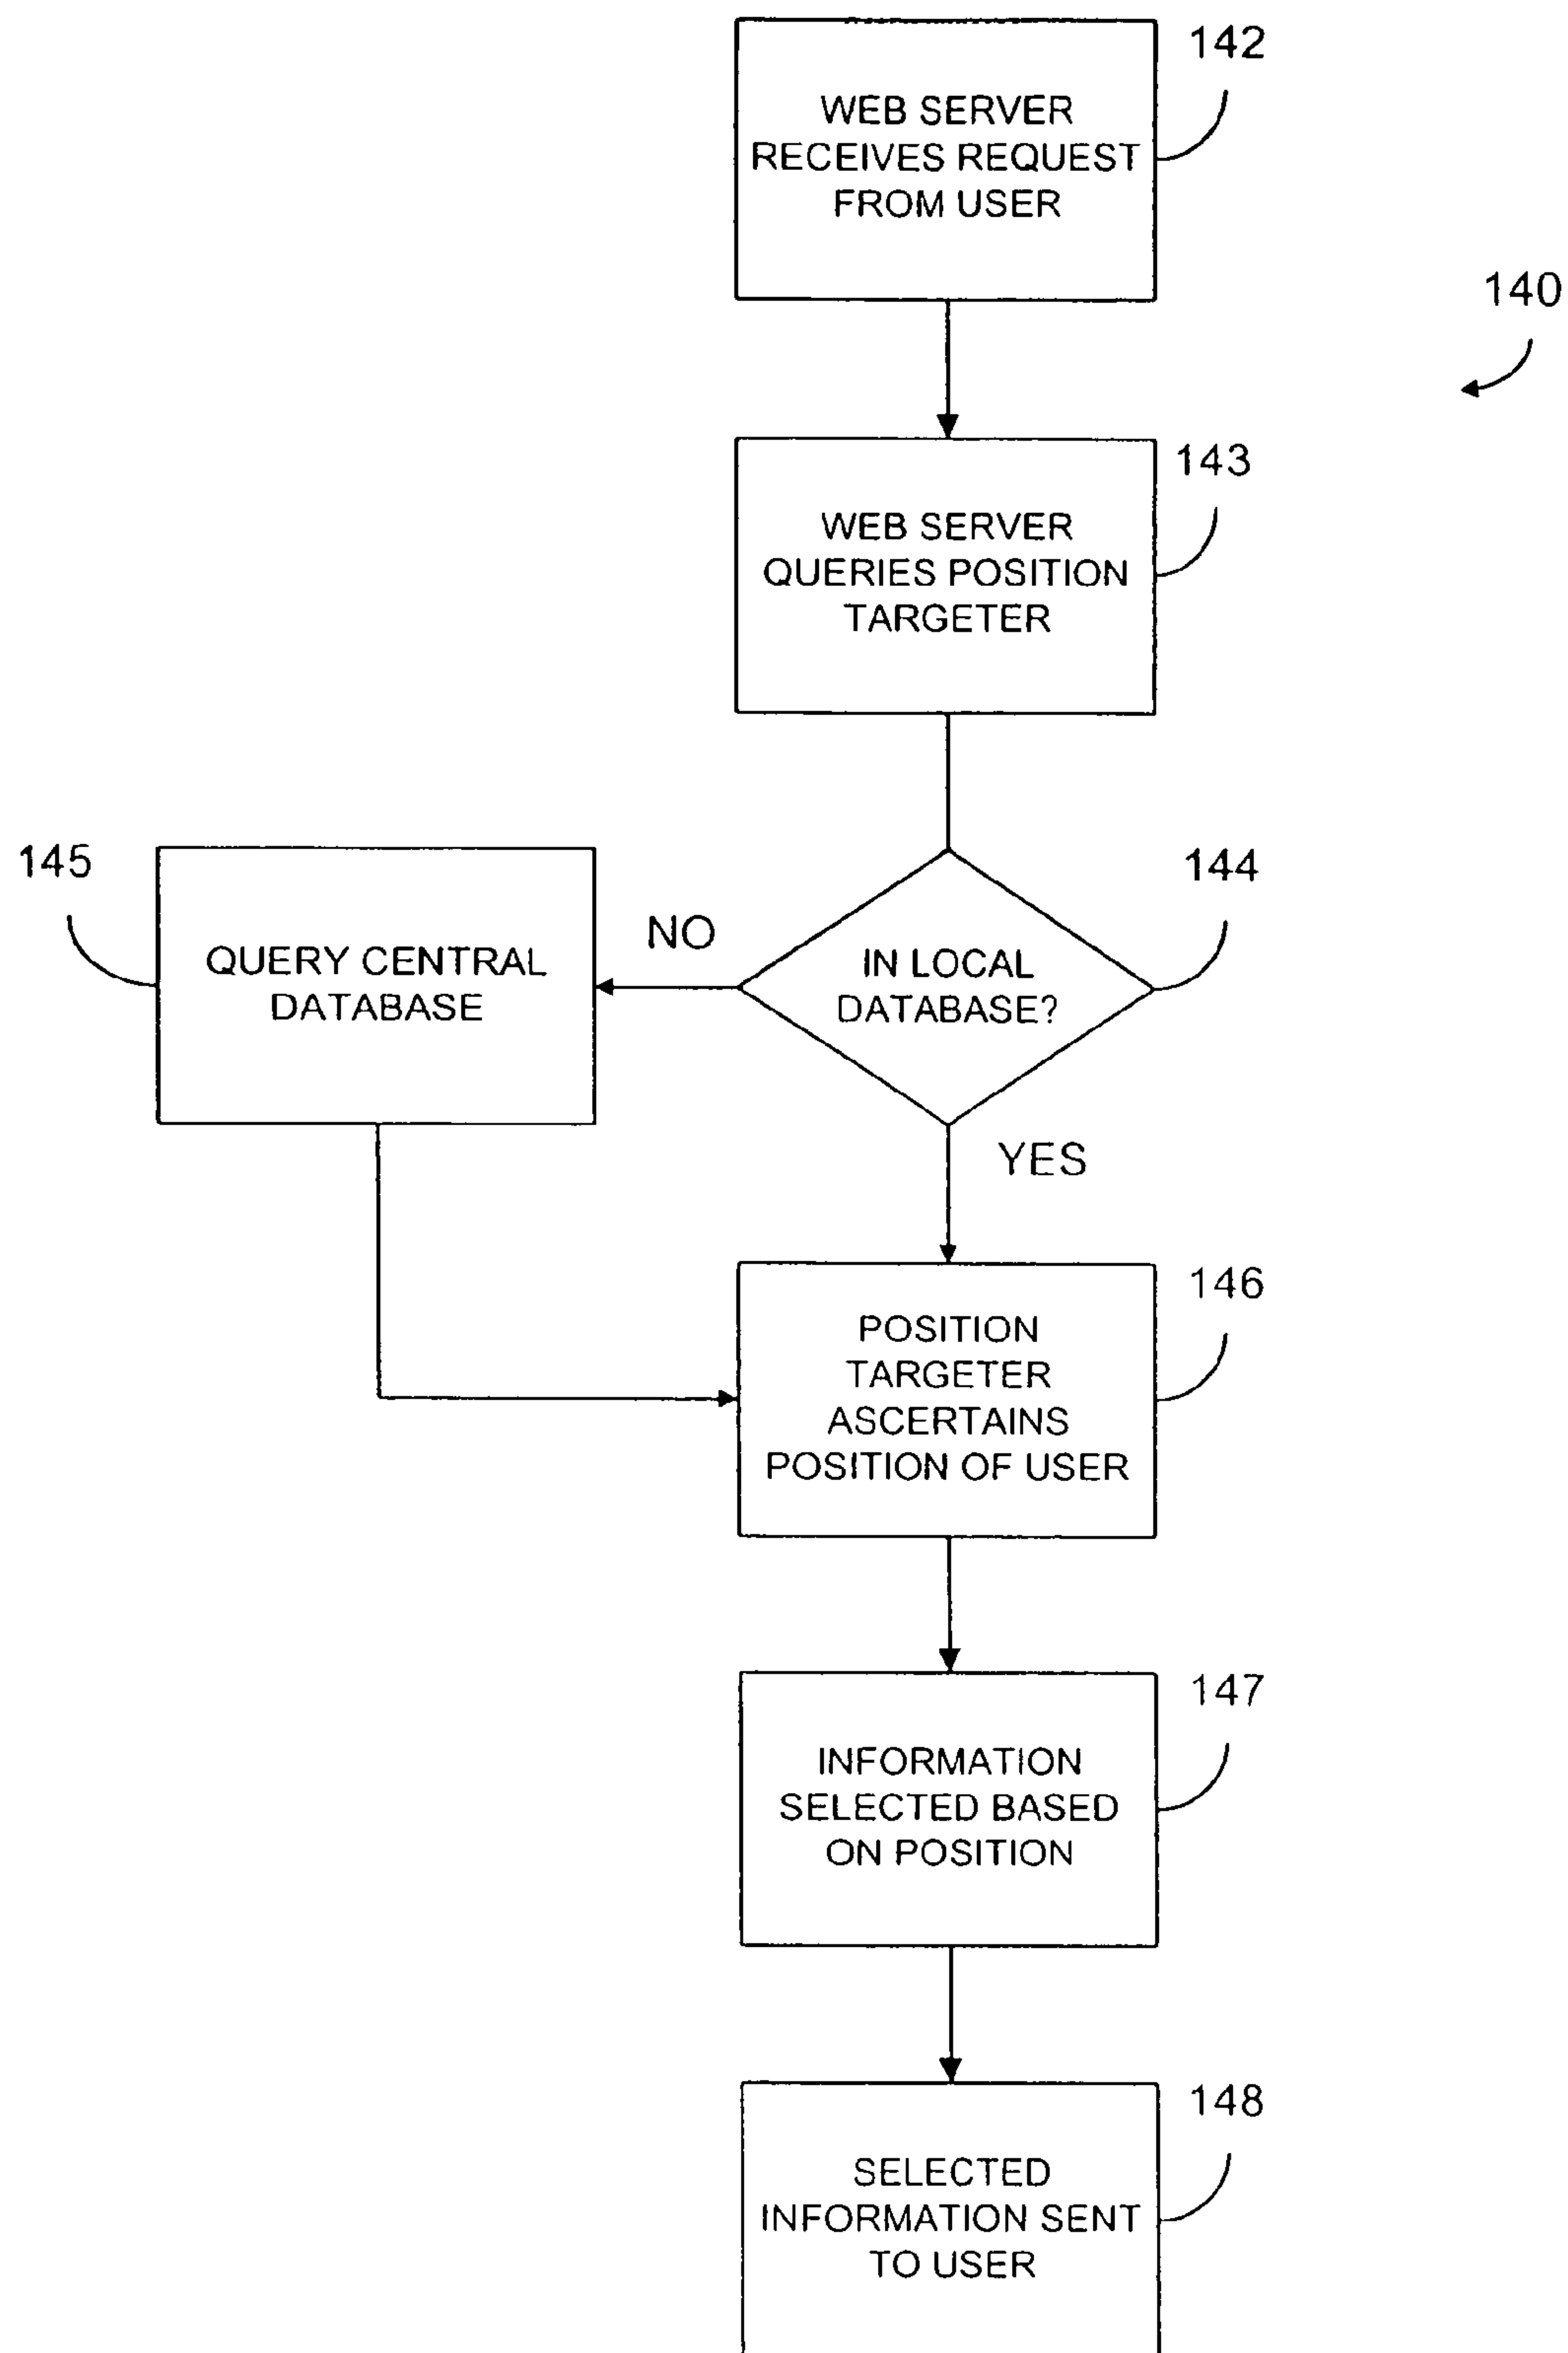 142
WEB SERVER
RECEIVES REQUEST
FROM USER
140
143
WEB SERVER
QUERIES POSITION
TARGETER
145
QUERY CENTRAL
DATABASE
NO
144
IN LOCAL
DATABASE?
YES
146
POSITION
TARGETER
ASCERTAINS
POSITION OF USER
147
INFORMATION
SELECTED BASED
ON POSITION
148
SELECTED
INFORMATION SENT
TO USER